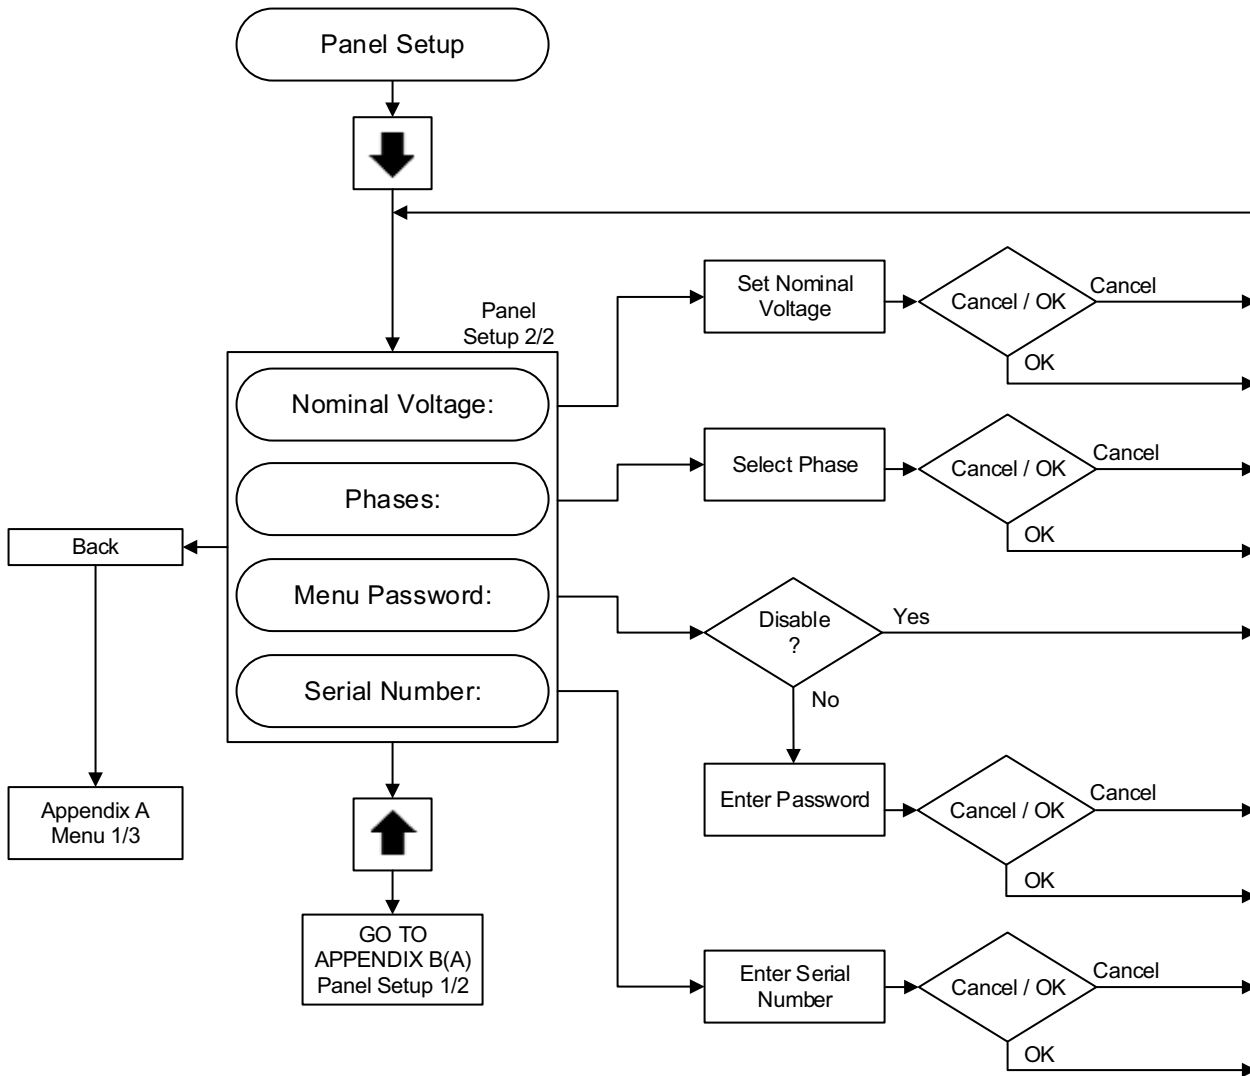 Panel Setup
Panel
Setup 2/2
Nominal Voltage:
Phases:
Menu Password:
Serial Number:
Back
Appendix A
Menu 1/3
GO TO
APPENDIX B(A)
Panel Setup 1/2
Set Nominal
Voltage
Cancel / OK
Cancel
OK
Select Phase
Cancel / OK
Cancel
OK
Disable
?
Yes
No
Enter Password
Cancel / OK
Cancel
OK
Enter Serial
Number
Cancel / OK
Cancel
OK